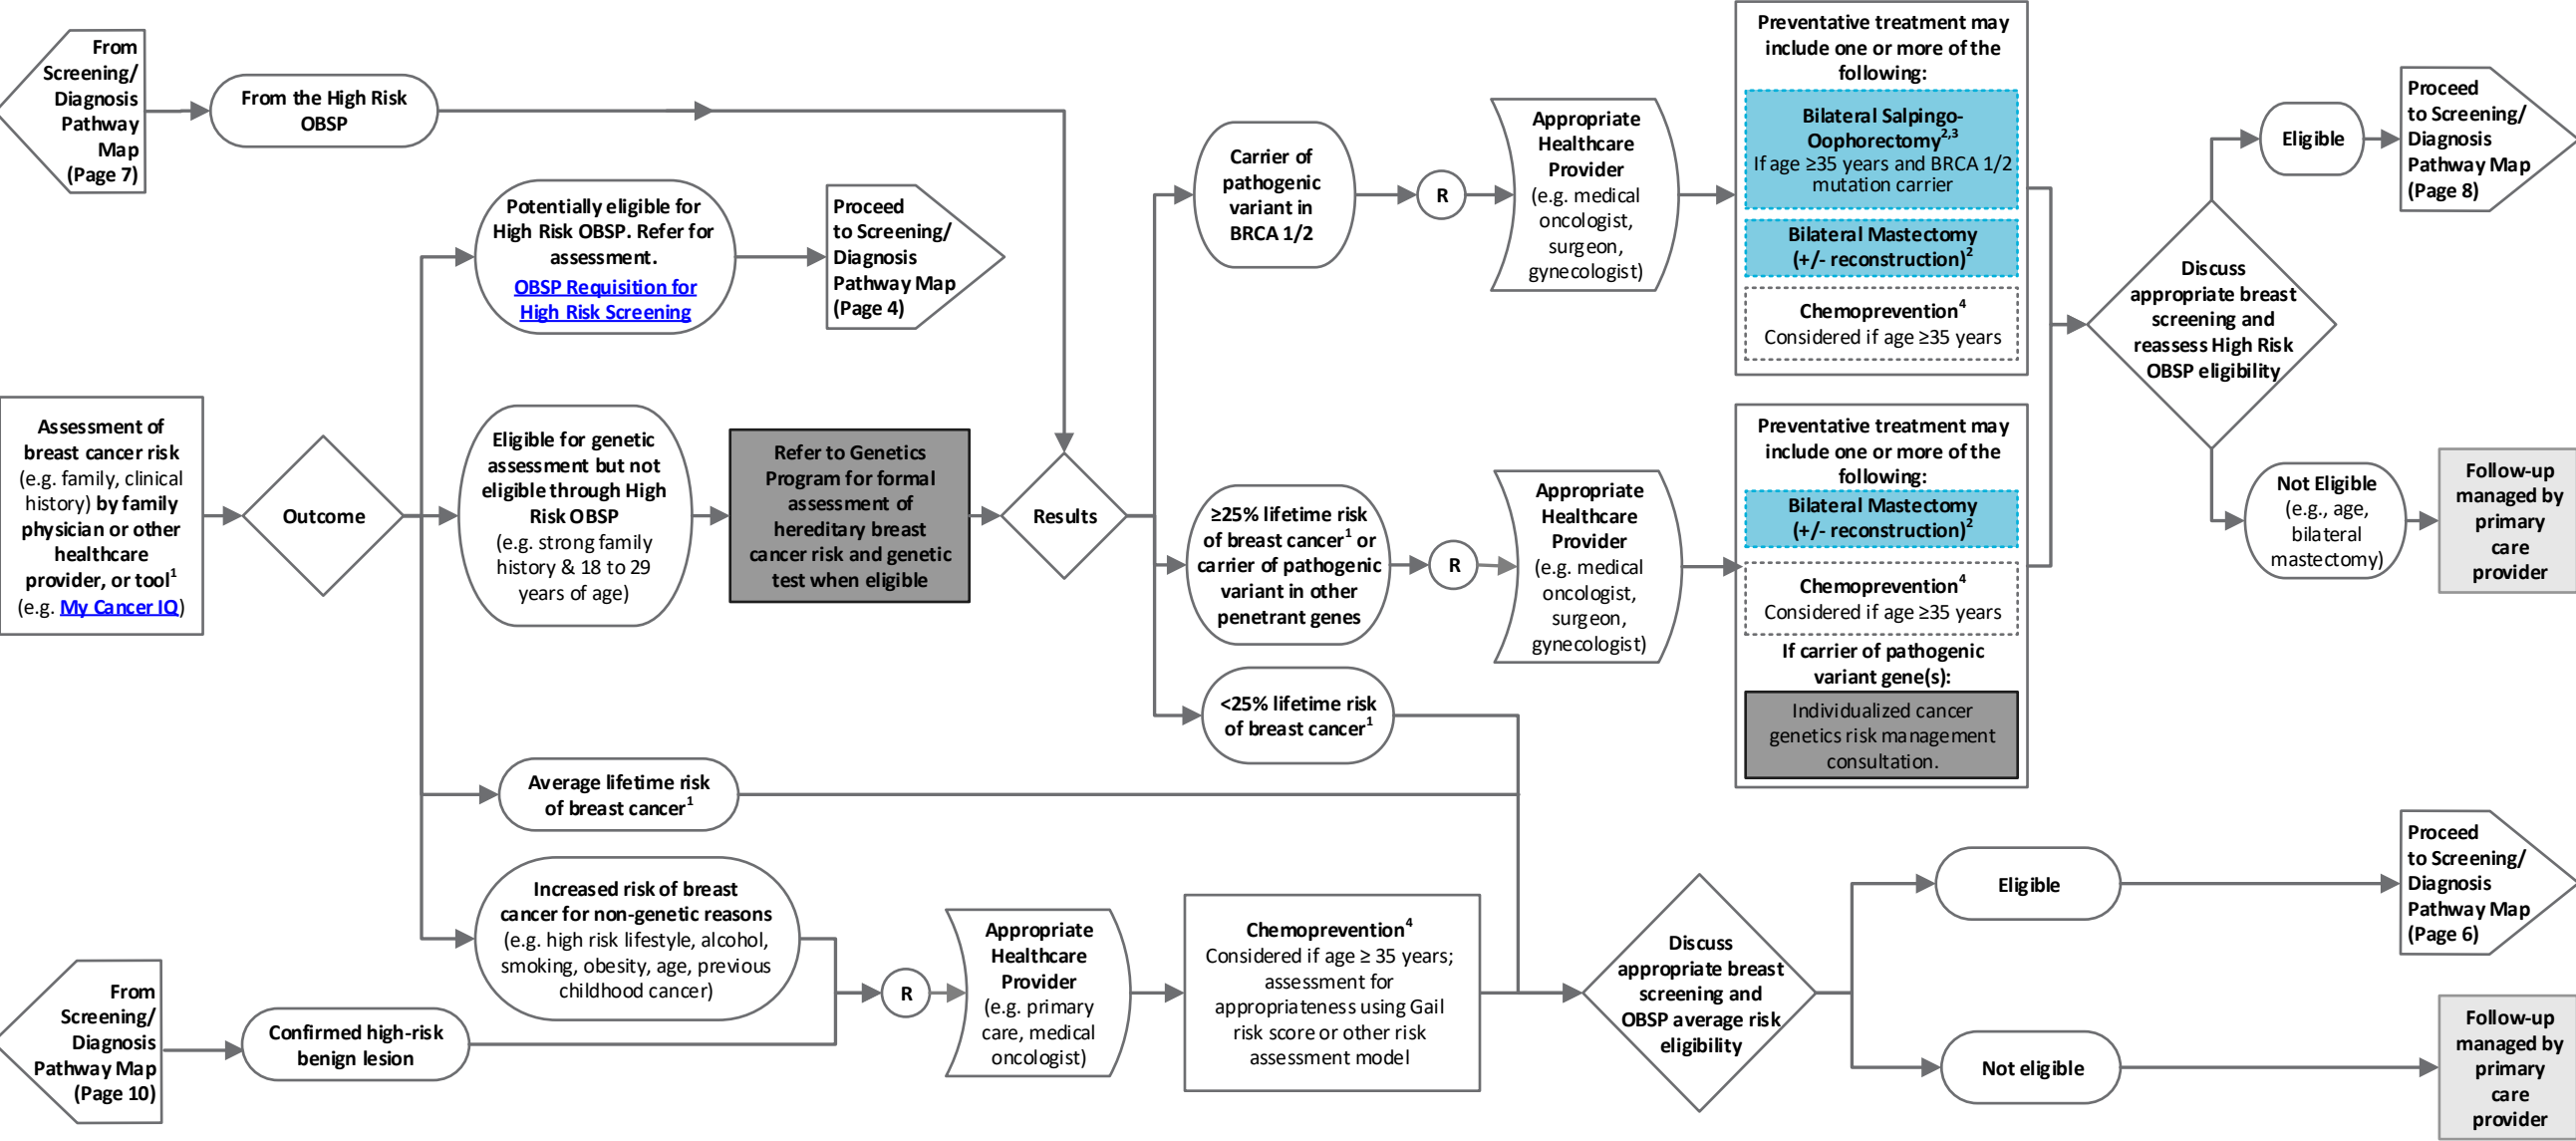 From
Screening/
Diagnosis
Pathway
Map
(Page 7)
From the High Risk
OBSP
Potentially eligible for
High Risk OBSP. Refer for
assessment.
OBSP Requisition for
High Risk Screening
Proceed
to Screening/
Diagnosis
Pathway Map
(Page 4)
Assessment of
breast cancer risk
(e.g. family, clinical
history) by family
physician or other
healthcare
provider, or tool1
(e.g. My Cancer IQ)
Outcome
Eligible for genetic
assessment but not
eligible through High
Risk OBSP
(e.g. strong family
history & 18 to 29
years of age)
Refer to Genetics
Program for formal
assessment of
hereditary breast
cancer risk and genetic
test when eligible
Results
Carrier of
pathogenic
variant in
BRCA 1/2
R
Appropriate
Healthcare
Provider
(e.g. medical
oncologist,
surgeon,
gynecologist)
Preventative treatment may
include one or more of the
following:
Bilateral Salpingo-
Oophorectomy2,3
If age ≥35 years and BRCA 1/2
mutation carrier
Bilateral Mastectomy
(+/- reconstruction)2
Chemoprevention4
Considered if age ≥35 years
≥25% lifetime risk
of breast cancer1 or
carrier of pathogenic
variant in other
penetrant genes
R
Appropriate
Healthcare
Provider
(e.g. medical
oncologist,
surgeon,
gynecologist)
Preventative treatment may
include one or more of the
following:
Bilateral Mastectomy
(+/- reconstruction)2
Chemoprevention4
Considered if age ≥35 years
If carrier of pathogenic
variant gene(s):
Individualized cancer
genetics risk management
consultation.
Discuss
appropriate breast
screening and
reassess High Risk
OBSP eligibility
Eligible
Proceed
to Screening/
Diagnosis
Pathway Map
(Page 8)
Not Eligible
(e.g., age,
bilateral
mastectomy)
Follow-up
managed by
primary
care
provider
<25% lifetime risk
of breast cancer1
Average lifetime risk
of breast cancer1
Increased risk of breast
cancer for non-genetic reasons
(e.g. high risk lifestyle, alcohol,
smoking, obesity, age, previous
childhood cancer)
From
Screening/
Diagnosis
Pathway Map
(Page 10)
Confirmed high-risk
benign lesion
R
Appropriate
Healthcare
Provider
(e.g. primary
care, medical
oncologist)
Chemoprevention4
Considered if age ≥ 35 years;
assessment for
appropriateness using Gail
risk score or other risk
assessment model
Discuss
appropriate breast
screening and
OBSP average risk
eligibility
Eligible
Proceed
to Screening/
Diagnosis
Pathway Map
(Page 6)
Not eligible
Follow-up
managed by
primary
care
provider